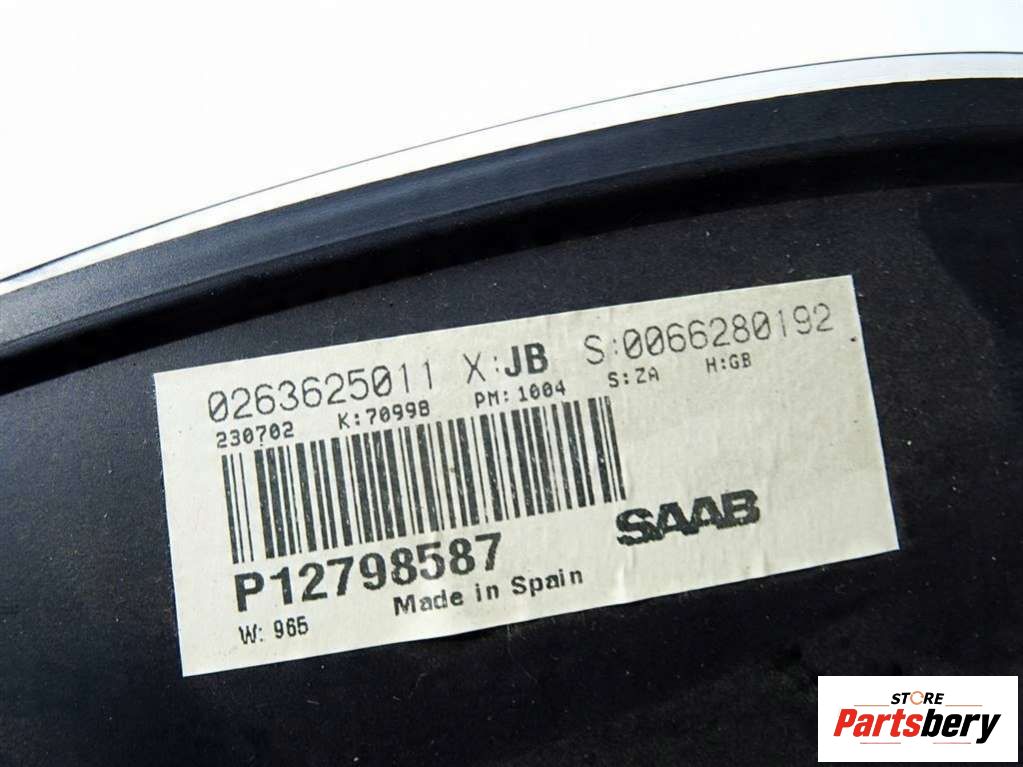 0263625011 X:JB S:0066280192
230702 K:70998 PM:1004 S:ZA H:GB
P12798587
SAAB
Made in Spain
W: 965
STORE
Partsbery